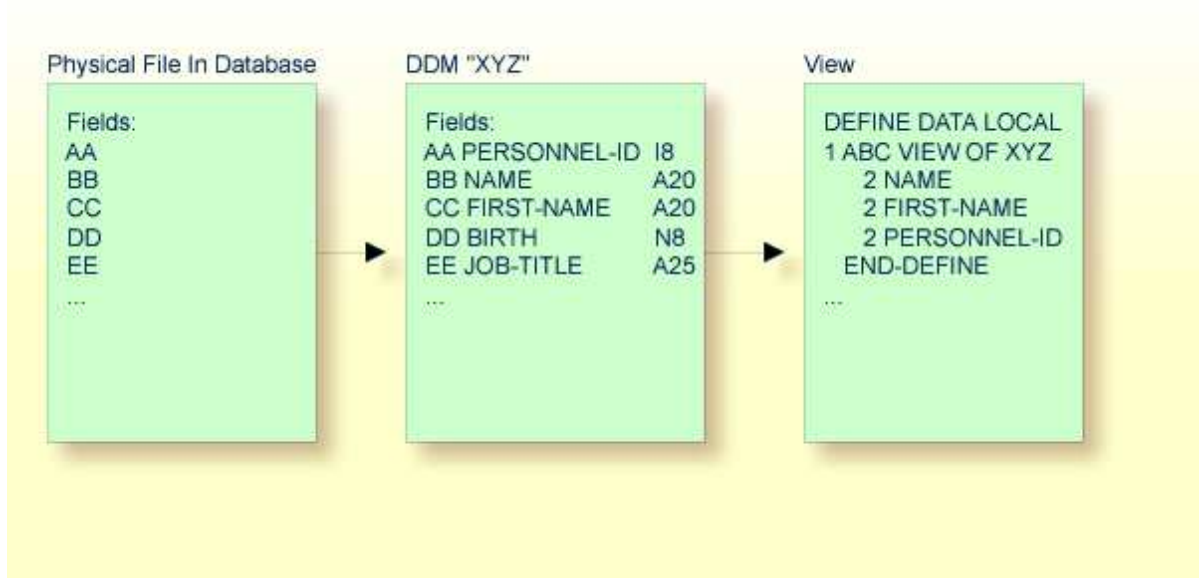 Physical File In Database
Fields:
AA
BB
CC
DD
EE
...
DDM "XYZ"
Fields:
AA PERSONNEL-ID I8
BB NAME A20
CC FIRST-NAME A20
DD BIRTH N8
EE JOB-TITLE A25
...
View
DEFINE DATA LOCAL
1 ABC VIEW OF XYZ
2 NAME
2 FIRST-NAME
2 PERSONNEL-ID
END-DEFINE
...